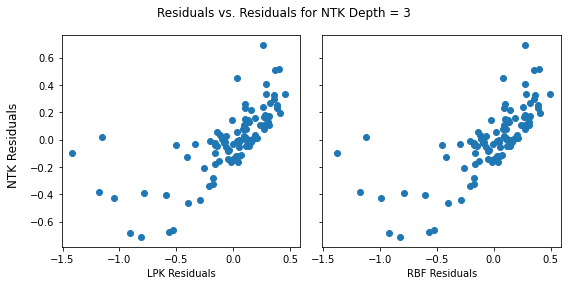 Residuals vs. Residuals for NTK Depth = 3
NTK Residuals
0.6
0.4
0.2
0.0
−0.2
−0.4
−0.6
−1.5 −1.0 −0.5 0.0 0.5
LPK Residuals
−1.5 −1.0 −0.5 0.0 0.5
RBF Residuals